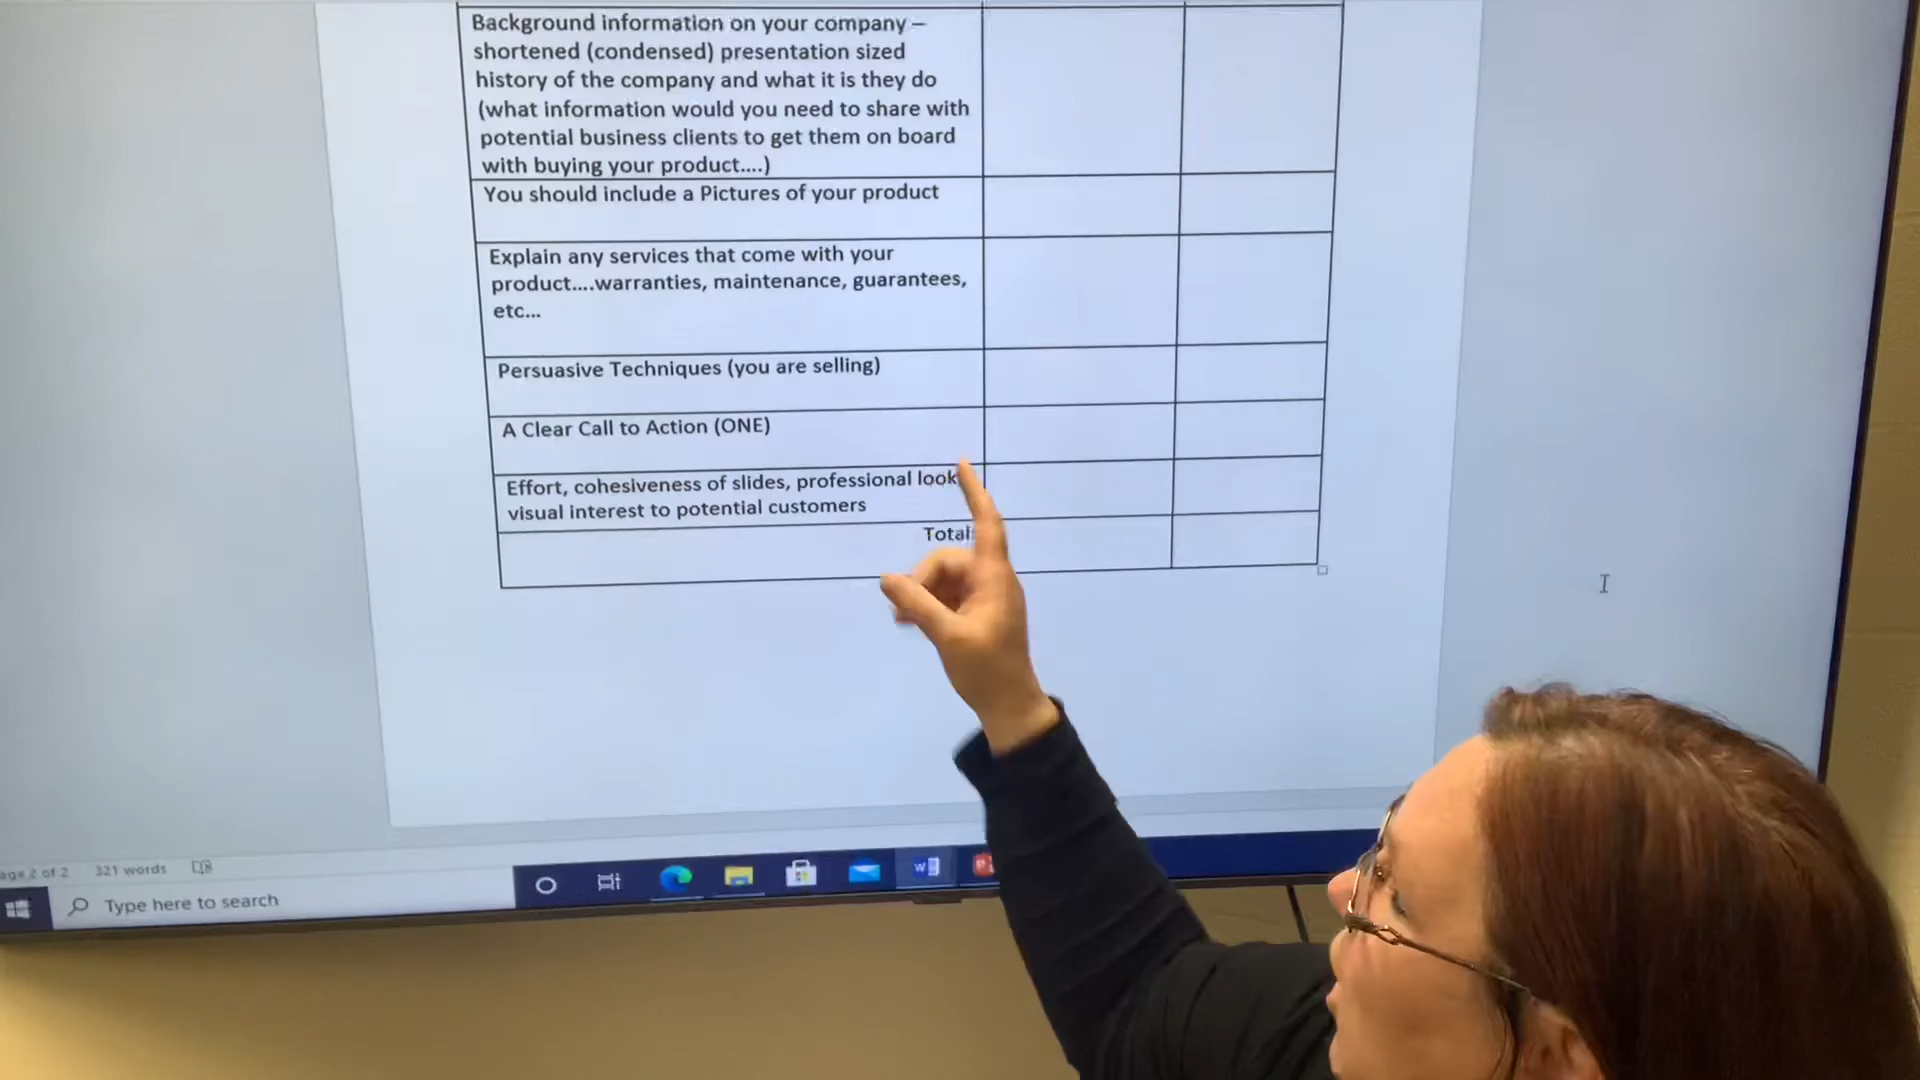 Background information on your company –
shortened (condensed) presentation sized
history of the company and what it is they do
(what information would you need to share with
potential business clients to get them on board
with buying your product....)
You should include a Pictures of your product
Explain any services that come with your
product....warranties, maintenance, guarantees,
etc...
Persuasive Techniques (you are selling)
A Clear Call to Action (ONE)
Effort, cohesiveness of slides, professional look
visual interest to potential customers
Total:
age 2 of 2 321 words
Type here to search